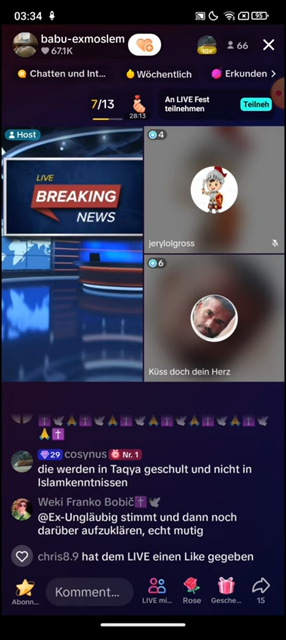 03:34
95
babu-exmoslem
67.1K
66
Chatten und Int...
Wöchentlich
Erkunden
7/13
28:13
An LIVE Fest
teilnehmen
Teilneh
Host
4
LIVE
BREAKING
NEWS
jerylolgross
6
Küss doch dein Herz
29 cosynus Nr. 1
die werden in Taqya geschult und nicht in
Islamkenntnissen
Weki Franko Bobič
@Ex-Ungläubig stimmt und dann noch
darüber aufzuklären, echt mutig
chris8.9 hat dem LIVE einen Like gegeben
Abonn...
Komment...
LIVE mi...
Rose
Gesche...
15